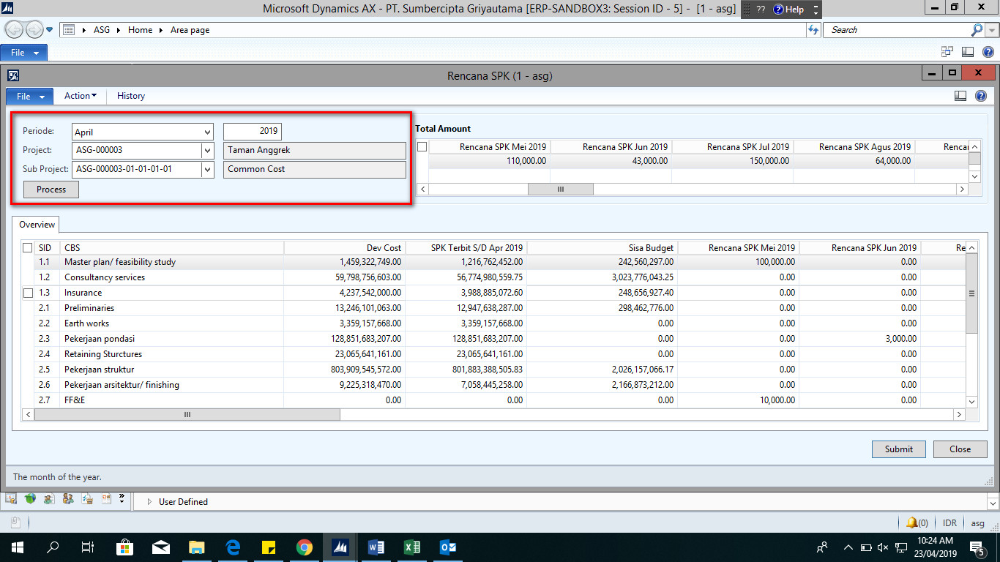 Microsoft Dynamics AX - PT. Sumbercipta Griyautama [ERP-SANDBOX3: Session ID - 5] - [1 - asg]
?? Help
ASG Home Area page Search
File
Rencana SPK (1 - asg)
File Action History
Periode: April 2019
Project: ASG-000003 Taman Anggrek
Sub Project: ASG-000003-01-01-01-01 Common Cost
Process
Total Amount
Rencana SPK Mei 2019 Rencana SPK Jun 2019 Rencana SPK Jul 2019 Rencana SPK Agus 2019 Rencar
110,000.00 43,000.00 150,000.00 64,000.00
Overview
SID CBS Dev Cost SPK Terbit S/D Apr 2019 Sisa Budget Rencana SPK Mei 2019 Rencana SPK Jun 2019 Re
1.1 Master plan/ feasibility study 1,459,322,749.00 1,216,762,452.00 242,560,297.00 100,000.00 0.00
1.2 Consultancy services 59,798,756,603.00 56,774,980,559.75 3,023,776,043.25 0.00 0.00
1.3 Insurance 4,237,542,000.00 3,988,885,072.60 248,656,927.40 0.00 0.00
2.1 Preliminaries 13,246,101,063.00 12,947,638,287.00 298,462,776.00 0.00 0.00
2.2 Earth works 3,359,157,668.00 3,359,157,668.00 0.00 0.00 0.00
2.3 Pekerjaan pondasi 128,851,683,207.00 128,851,683,207.00 0.00 0.00 3,000.00
2.4 Retaining Sturctures 23,065,641,161.00 23,065,641,161.00 0.00 0.00 0.00
2.5 Pekerjaan struktur 803,909,545,572.00 801,883,388,505.83 2,026,157,066.17 0.00 0.00
2.6 Pekerjaan arsitektur/ finishing 9,225,318,470.00 7,058,445,258.00 2,166,873,212.00 0.00 0.00
2.7 FF&E 0.00 0.00 0.00 10,000.00 0.00
Submit Close
The month of the year.
User Defined
(0) IDR asg
10:24 AM
23/04/2019
5